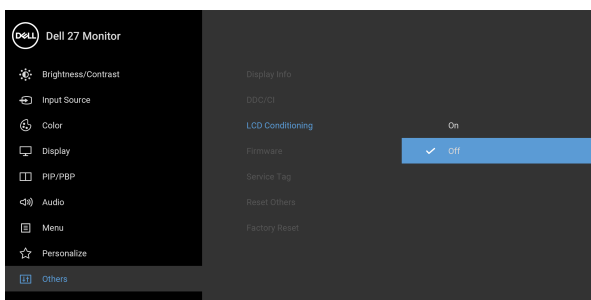 DELL
Dell 27 Monitor
Brightness/Contrast
Input Source
Color
Display
PIP/PBP
Audio
Menu
Personalize
Others
Display Info
DDC/CI
LCD Conditioning
Firmware
Service Tag
Reset Others
Factory Reset
On
Off